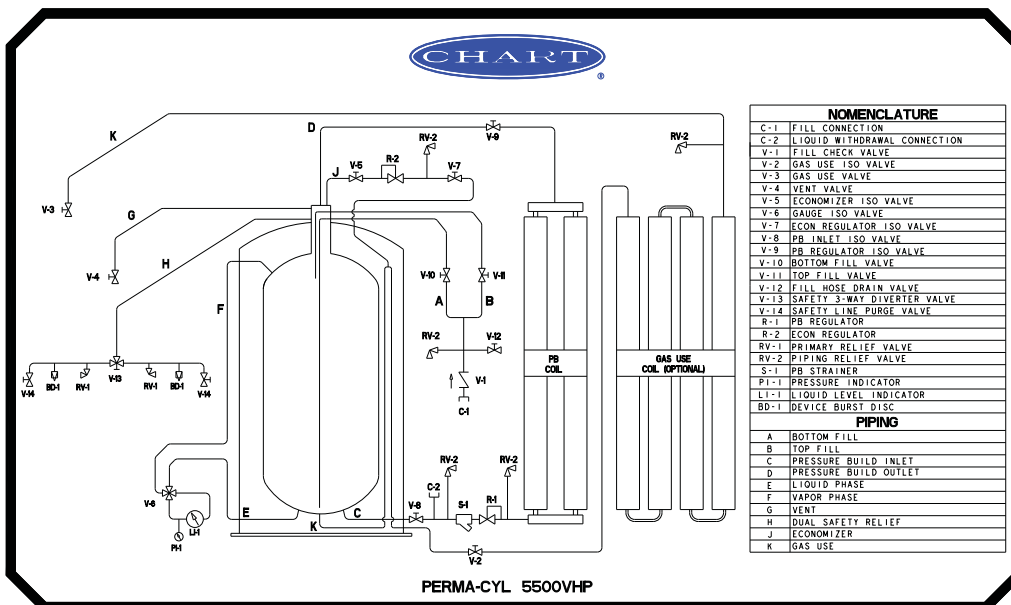 CHART
®
K
D
V-9
RV-2
RV-2
V-5
R-2
V-7
J
V-3
G
V-4
H
V-10
V-11
A
B
F
RV-2
V-12
V-14
BD-1
RV-1
V-13
RV-1
BD-1
V-14
V-1
C-1
PB
COIL
GAS USE
COIL (OPTIONAL)
RV-2
RV-2
C-2
V-6
V-8
S-1
R-1
E
K
C
LI-1
PI-1
V-2
NOMENCLATURE
C-1 FILL CONNECTION
C-2 LIQUID WITHDRAWAL CONNECTION
V-1 FILL CHECK VALVE
V-2 GAS USE ISO VALVE
V-3 GAS USE VALVE
V-4 VENT VALVE
V-5 ECONOMIZER ISO VALVE
V-6 GAUGE ISO VALVE
V-7 ECON REGULATOR ISO VALVE
V-8 PB INLET ISO VALVE
V-9 PB REGULATOR ISO VALVE
V-10 BOTTOM FILL VALVE
V-11 TOP FILL VALVE
V-12 FILL HOSE DRAIN VALVE
V-13 SAFETY 3-WAY DIVERTER VALVE
V-14 SAFETY LINE PURGE VALVE
R-1 PB REGULATOR
R-2 ECON REGULATOR
RV-1 PRIMARY RELIEF VALVE
RV-2 PIPING RELIEF VALVE
S-1 PB STRAINER
PI-1 PRESSURE INDICATOR
LI-1 LIQUID LEVEL INDICATOR
BD-1 DEVICE BURST DISC
PIPING
A BOTTOM FILL
B TOP FILL
C PRESSURE BUILD INLET
D PRESSURE BUILD OUTLET
E LIQUID PHASE
F VAPOR PHASE
G VENT
H DUAL SAFETY RELIEF
J ECONOMIZER
K GAS USE
PERMA-CYL 5500VHP